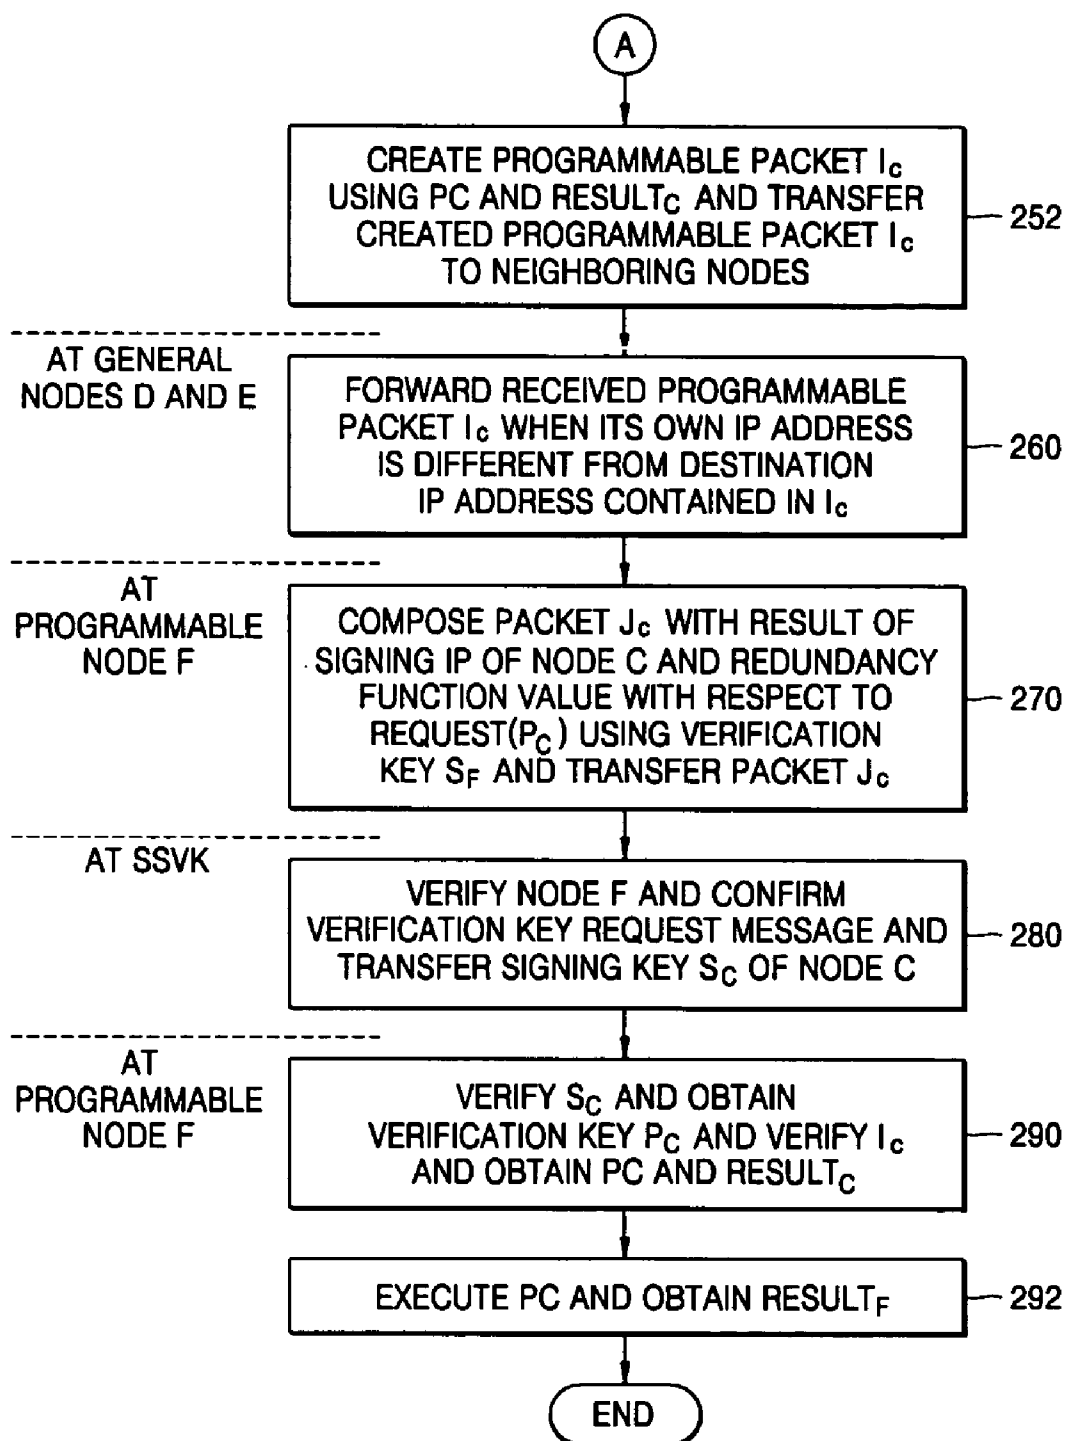 A
CREATE PROGRAMMABLE PACKET Ic
USING PC AND RESULTC AND TRANSFER
CREATED PROGRAMMABLE PACKET Ic
TO NEIGHBORING NODES
252
AT GENERAL
NODES D AND E
FORWARD RECEIVED PROGRAMMABLE
PACKET Ic WHEN ITS OWN IP ADDRESS
IS DIFFERENT FROM DESTINATION
IP ADDRESS CONTAINED IN Ic
260
AT
PROGRAMMABLE
NODE F
COMPOSE PACKET Jc WITH RESULT OF
SIGNING IP OF NODE C AND REDUNDANCY
FUNCTION VALUE WITH RESPECT TO
REQUEST(PC) USING VERIFICATION
KEY SF AND TRANSFER PACKET Jc
270
AT SSVK
VERIFY NODE F AND CONFIRM
VERIFICATION KEY REQUEST MESSAGE AND
TRANSFER SIGNING KEY SC OF NODE C
280
AT
PROGRAMMABLE
NODE F
VERIFY SC AND OBTAIN
VERIFICATION KEY PC AND VERIFY Ic
AND OBTAIN PC AND RESULTC
290
EXECUTE PC AND OBTAIN RESULTF
292
END